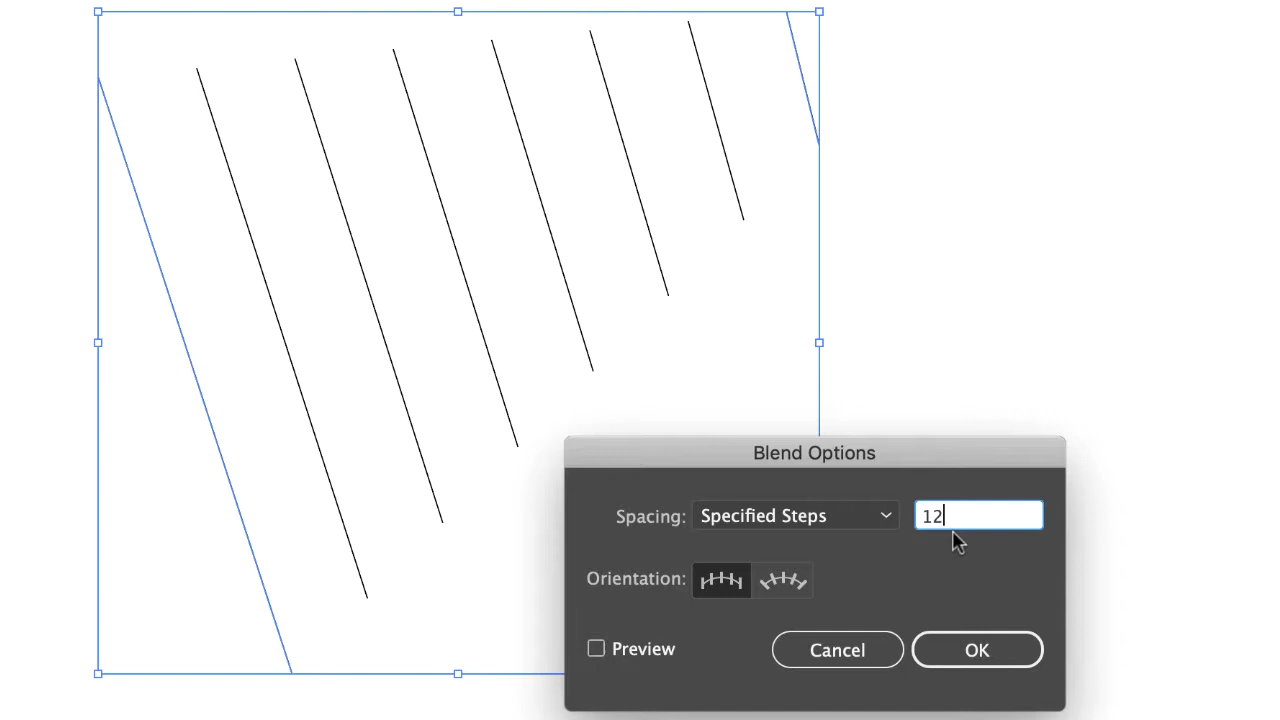 Blend Options
Spacing: Specified Steps 12
Orientation:
Preview Cancel OK